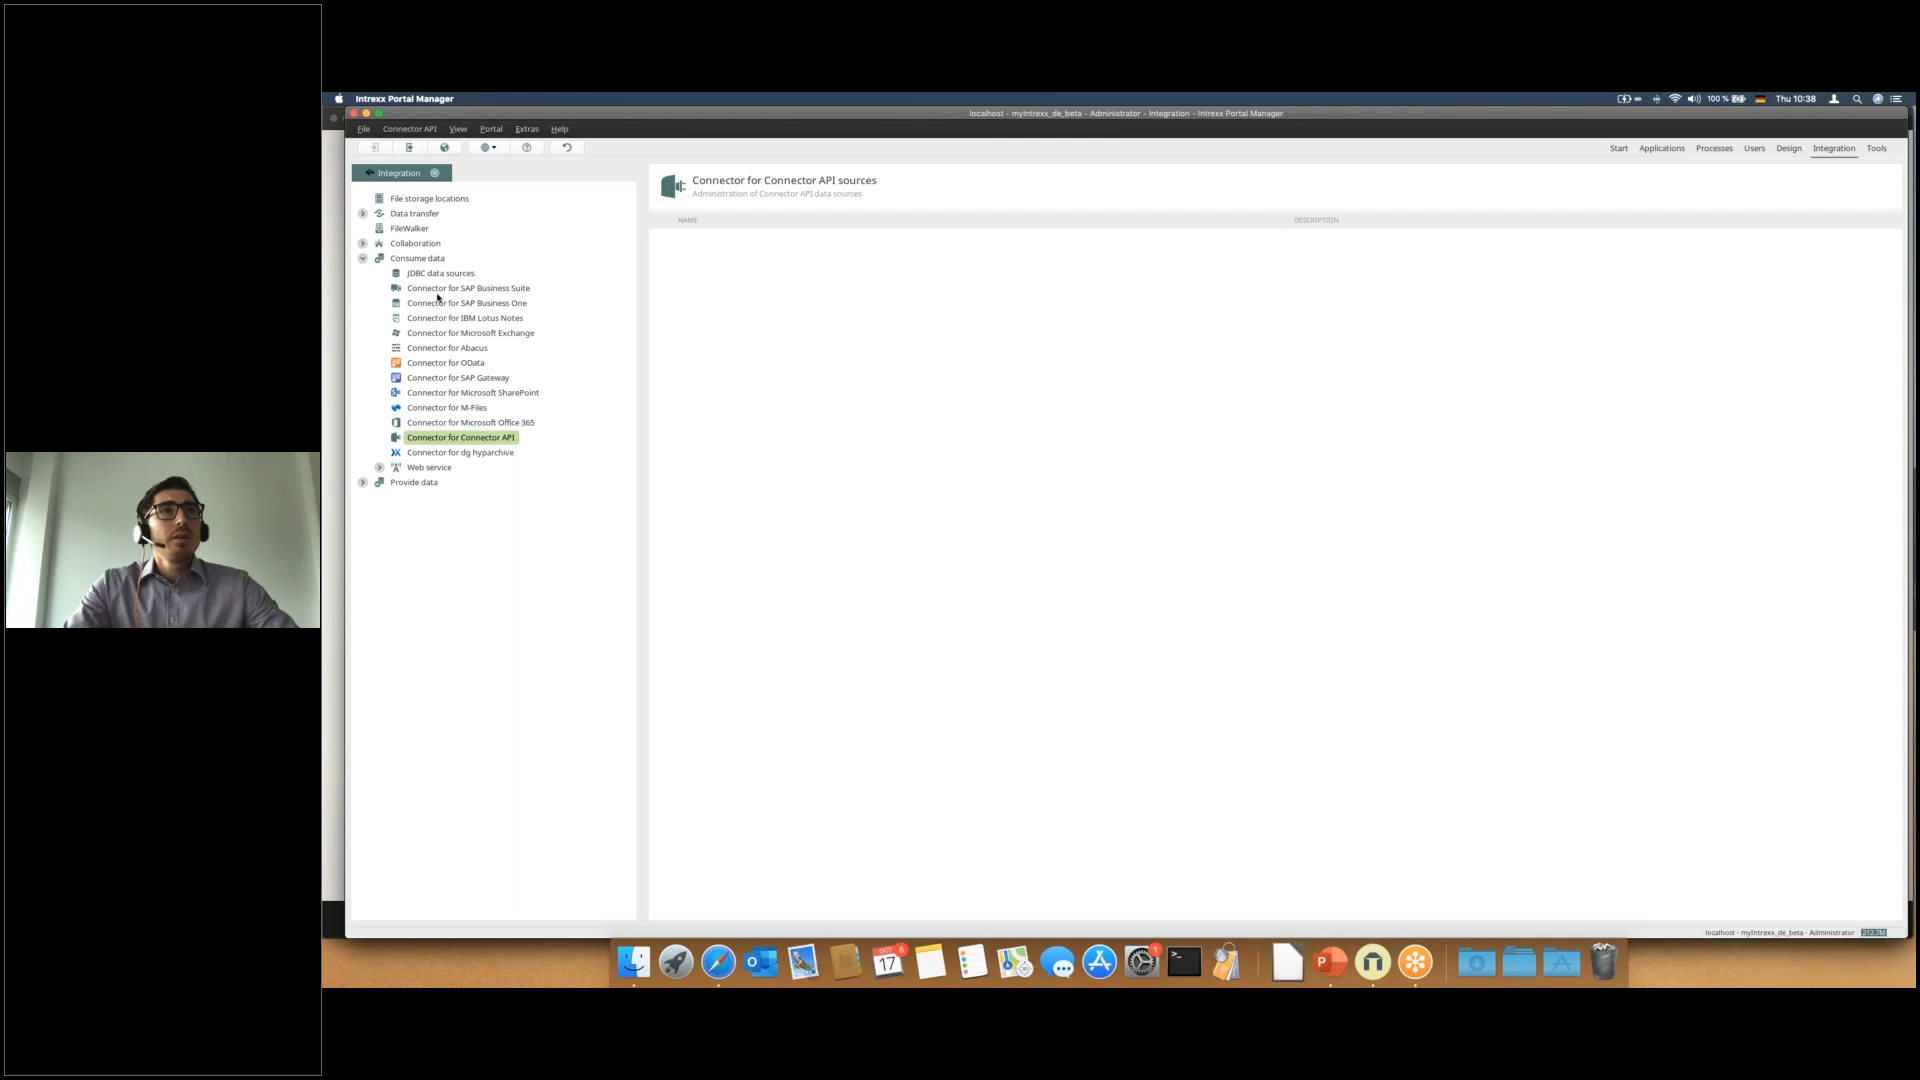 Intrexx Portal Manager
100 %
Thu 10:38
localhost - myIntrexx_de_beta - Administrator - Integration - Intrexx Portal Manager
File Connector API View Portal Extras Help
Start Applications Processes Users Design Integration Tools
Integration
File storage locations
Data transfer
FileWalker
Collaboration
Consume data
JDBC data sources
Connector for SAP Business Suite
Connector for SAP Business One
Connector for IBM Lotus Notes
Connector for Microsoft Exchange
Connector for Abacus
Connector for OData
Connector for SAP Gateway
Connector for Microsoft SharePoint
Connector for M-Files
Connector for Microsoft Office 365
Connector for Connector API
Connector for dg hyparchive
Web service
Provide data
Connector for Connector API sources
Administration of Connector API data sources
NAME
DESCRIPTION
localhost - myIntrexx_de_beta - Administrator
OCT
17
5
1